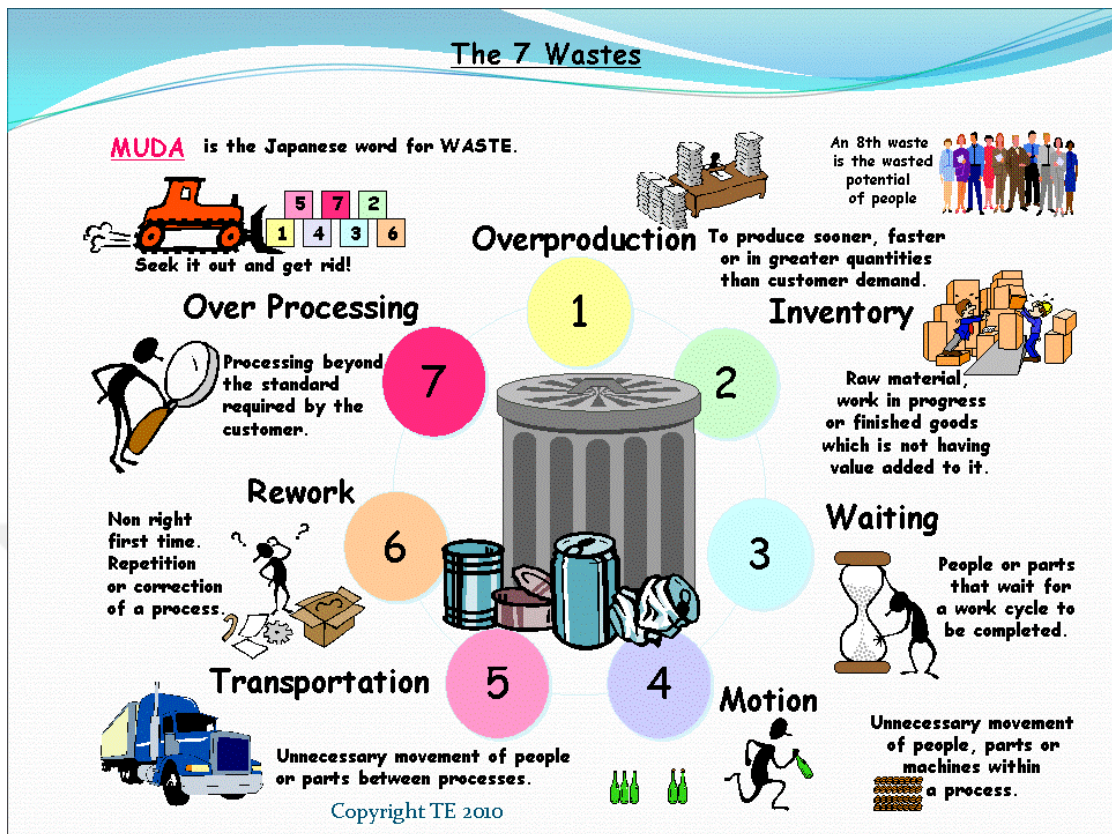 The 7 Wastes
MUDA is the Japanese word for WASTE.
5 7 2
1 4 3 6
Seek it out and get rid!
An 8th waste
is the wasted
potential
of people
Overproduction
To produce sooner, faster
or in greater quantities
than customer demand.
1
Inventory
2
Raw material,
work in progress
or finished goods
which is not having
value added to it.
Waiting
3
People or parts
that wait for
a work cycle to
be completed.
Motion
4
Unnecessary movement
of people, parts or
machines within
a process.
Transportation
5
Unnecessary movement of people
or parts between processes.
Rework
6
Non right
first time.
Repetition
or correction
of a process.
? ?
Over Processing
7
Processing beyond
the standard
required by the
customer.
Copyright TE 2010